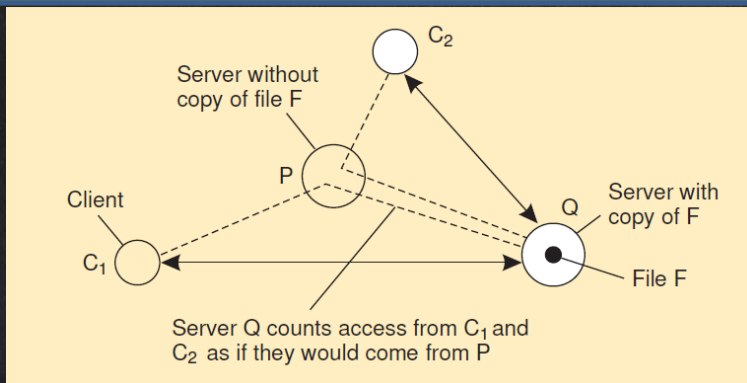 C2
Server without
copy of file F
P
Client
Q
Server with
copy of F
C1
File F
Server Q counts access from C1 and
C2 as if they would come from P